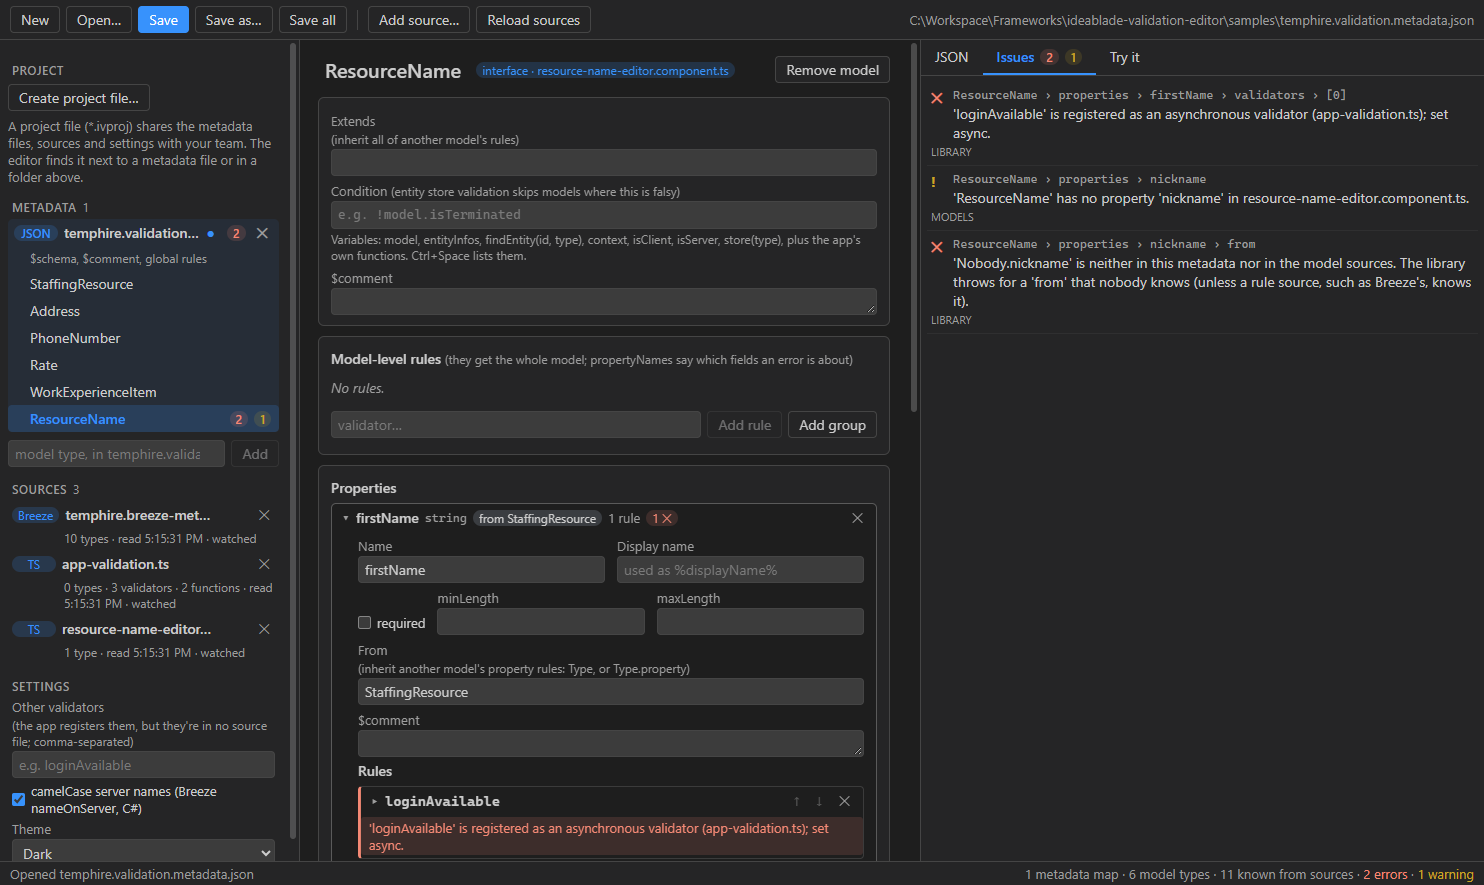 New Open... Save Save as... Save all Add source... Reload sources C:\Workspace\Frameworks\ideablade-validation-editor\samples\temphire.validation.metadata.json
PROJECT
Create project file...
A project file (*.ivproj) shares the metadata
files, sources and settings with your team. The
editor finds it next to a metadata file or in a
folder above.
METADATA 1
JSON temphire.validation... 2
$schema, $comment, global rules
StaffingResource
Address
PhoneNumber
Rate
WorkExperienceItem
ResourceName 2 1
model type, in temphire.valida Add
SOURCES 3
Breeze temphire.breeze-met...
10 types · read 5:15:31 PM · watched
TS app-validation.ts
0 types · 3 validators · 2 functions · read
5:15:31 PM · watched
TS resource-name-editor...
1 type · read 5:15:31 PM · watched
SETTINGS
Other validators
(the app registers them, but they're in no source
file; comma-separated)
e.g. loginAvailable
camelCase server names (Breeze
nameOnServer, C#)
Theme
Dark
ResourceName interface · resource-name-editor.component.ts Remove model
Extends
(inherit all of another model's rules)
Condition (entity store validation skips models where this is falsy)
e.g. !model.isTerminated
Variables: model, entityInfos, findEntity(id, type), context, isClient, isServer, store(type), plus the app's
own functions. Ctrl+Space lists them.
$comment
Model-level rules (they get the whole model; propertyNames say which fields an error is about)
No rules.
validator... Add rule Add group
Properties
firstName string from StaffingResource 1 rule 1
Name Display name
firstName used as %displayName%
minLength maxLength
required
From
(inherit another model's property rules: Type, or Type.property)
StaffingResource
$comment
Rules
loginAvailable ↑ ↓
'loginAvailable' is registered as an asynchronous validator (app-validation.ts); set
async.
JSON Issues 2 1 Try it
ResourceName › properties › firstName › validators › [0]
'loginAvailable' is registered as an asynchronous validator (app-validation.ts); set
async.
LIBRARY
! ResourceName › properties › nickname
'ResourceName' has no property 'nickname' in resource-name-editor.component.ts.
MODELS
ResourceName › properties › nickname › from
'Nobody.nickname' is neither in this metadata nor in the model sources. The library
throws for a 'from' that nobody knows (unless a rule source, such as Breeze's, knows
it).
LIBRARY
Opened temphire.validation.metadata.json 1 metadata map · 6 model types · 11 known from sources · 2 errors · 1 warning